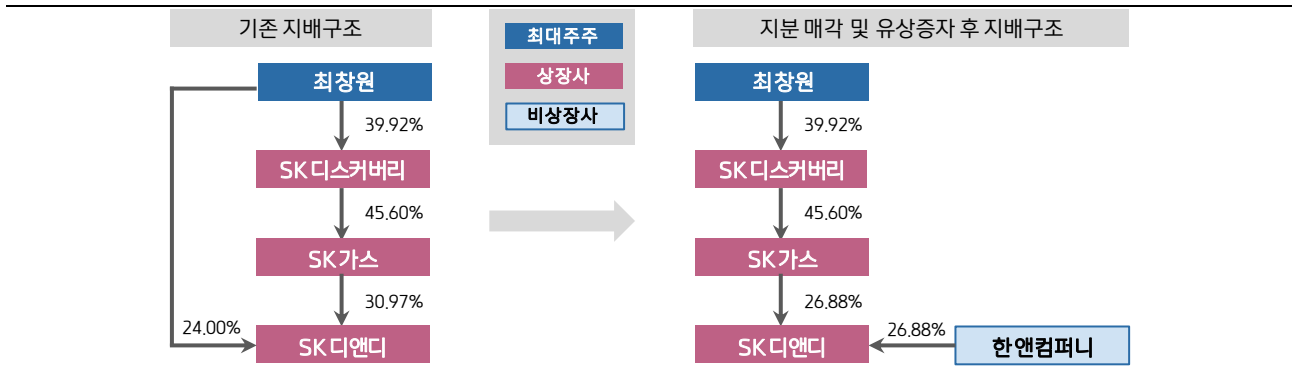 기존 지배구조
최창원
39.92%
SK디스커버리
45.60%
SK가스
30.97%
24.00%
SK디앤디
최대주주
상장사
비상장사
지분 매각 및 유상증자 후 지배구조
최창원
39.92%
SK디스커버리
45.60%
SK가스
26.88%
SK디앤디
26.88%
한앤컴퍼니